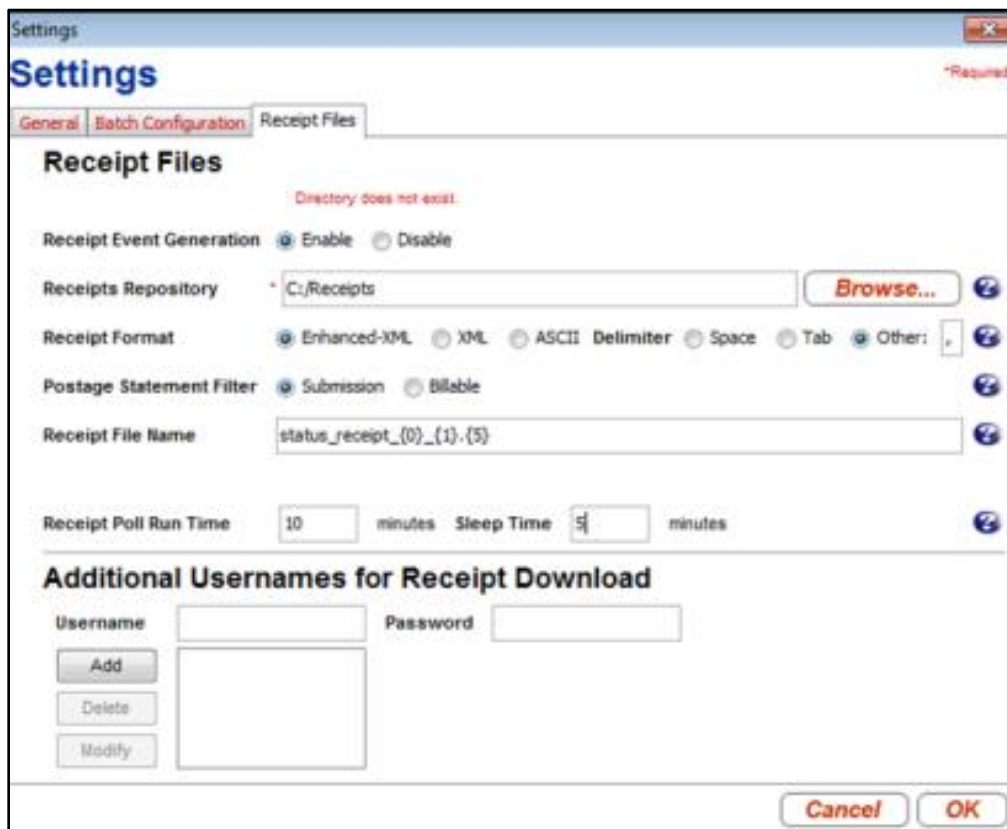 Settings
Settings
*Required
General Batch Configuration Receipt Files
Receipt Files
Directory does not exist.
Receipt Event Generation Enable Disable
Receipts Repository * C:/Receipts Browse...
Receipt Format Enhanced-XML XML ASCII Delimiter Space Tab Other: ,
Postage Statement Filter Submission Billable
Receipt File Name status_receipt_{0}_{1}.{5}
Receipt Poll Run Time 10 minutes Sleep Time 5 minutes
Additional Usernames for Receipt Download
Username Password
Add
Delete
Modify
Cancel OK